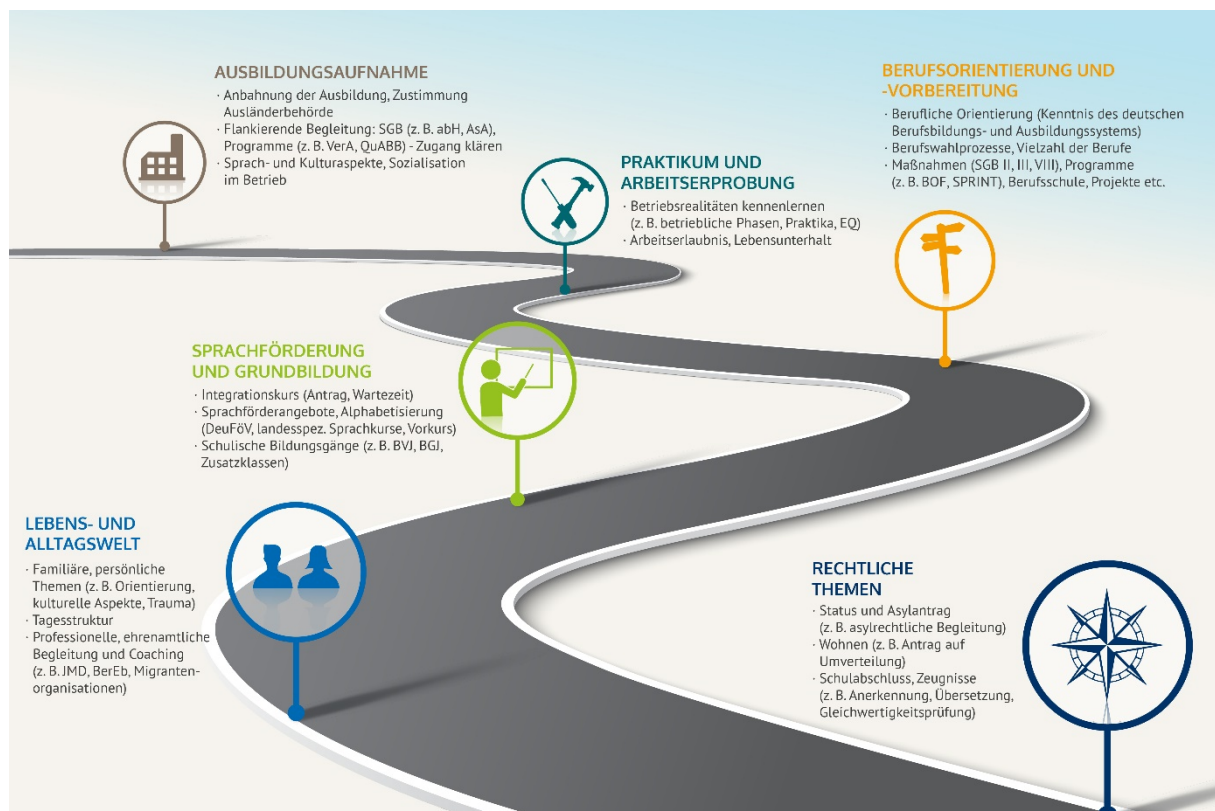 AUSBILDUNGSAUFNAHME
· Anbahnung der Ausbildung, Zustimmung
Ausländerbehörde
· Flankierende Begleitung: SGB (z. B. abH, AsA),
Programme (z. B. VerA, QuABB) - Zugang klären
· Sprach- und Kulturaspekte, Sozialisation
im Betrieb
BERUFSORIENTIERUNG UND
-VORBEREITUNG
· Berufliche Orientierung (Kenntnis des deutschen
Berufsbildungs- und Ausbildungssystems)
· Berufswahlprozesse, Vielzahl der Berufe
· Maßnahmen (SGB II, III, VIII), Programme
(z. B. BOF, SPRINT), Berufsschule, Projekte etc.
PRAKTIKUM UND
ARBEITSERPROBUNG
· Betriebsrealitäten kennenlernen
(z. B. betriebliche Phasen, Praktika, EQ)
· Arbeitserlaubnis, Lebensunterhalt
SPRACHFÖRDERUNG
UND GRUNDBILDUNG
· Integrationskurs (Antrag, Wartezeit)
· Sprachförderangebote, Alphabetisierung
(DeuFöV, landesspez. Sprachkurse, Vorkurs)
· Schulische Bildungsgänge (z. B. BVJ, BGJ,
Zusatzklassen)
LEBENS- UND
ALLTAGSWELT
· Familiäre, persönliche
Themen (z. B. Orientierung,
kulturelle Aspekte, Trauma)
· Tagesstruktur
· Professionelle, ehrenamtliche
Begleitung und Coaching
(z. B. JMD, BerEb, Migranten-
organisationen)
RECHTLICHE
THEMEN
· Status und Asylantrag
(z. B. asylrechtliche Begleitung)
· Wohnen (z. B. Antrag auf
Umverteilung)
· Schulabschluss, Zeugnisse
(z. B. Anerkennung, Übersetzung,
Gleichwertigkeitsprüfung)